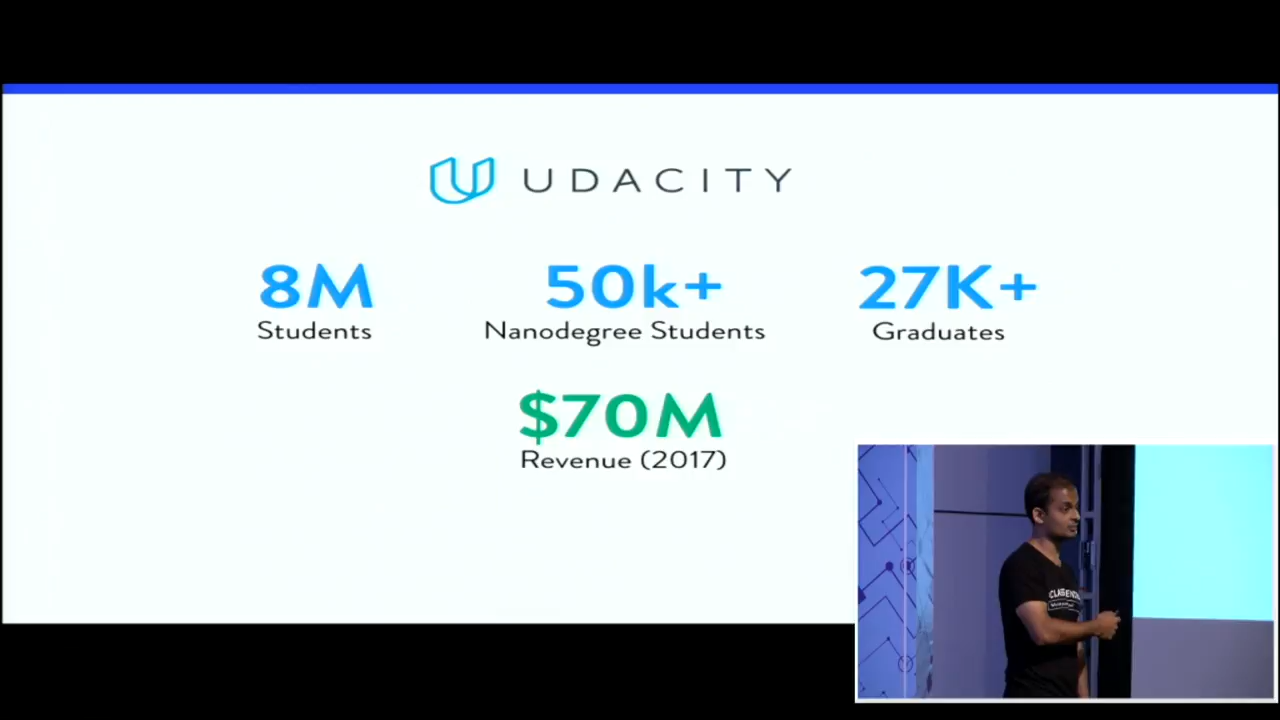 UDACITY
8M
Students
50k+
Nanodegree Students
27K+
Graduates
$70M
Revenue (2017)